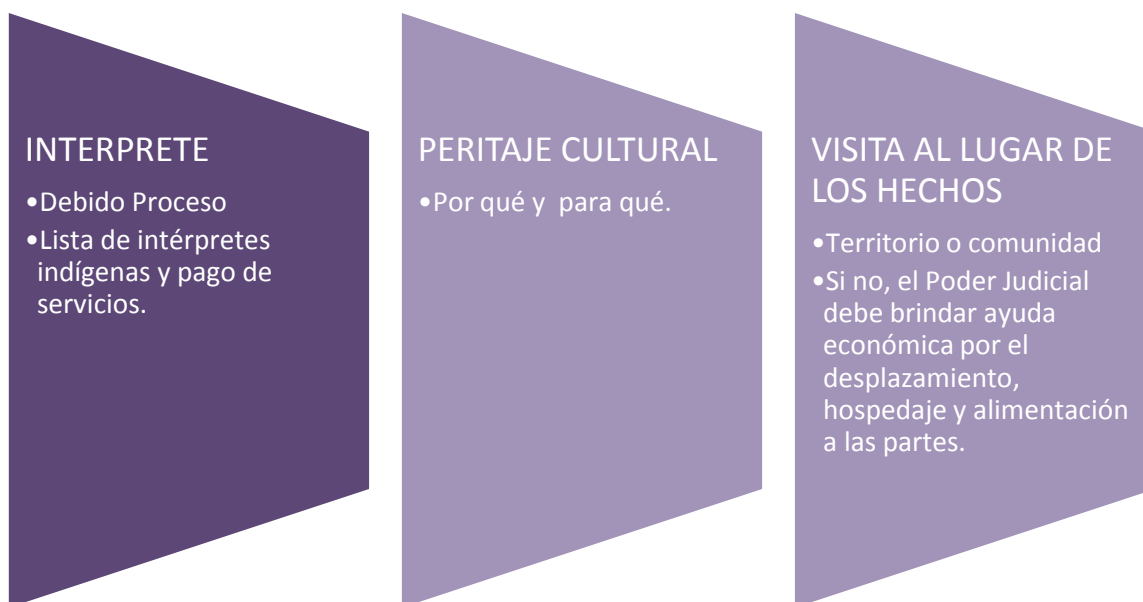 INTERPRETE
•Debido Proceso
•Lista de intérpretes
indígenas y pago de
servicios.
PERITAJE CULTURAL
•Por qué y  para qué.
VISITA AL LUGAR DE
LOS HECHOS
•Territorio o comunidad
•Si no, el Poder Judicial
debe brindar ayuda
económica por el
desplazamiento,
hospedaje y alimentación
a las partes.